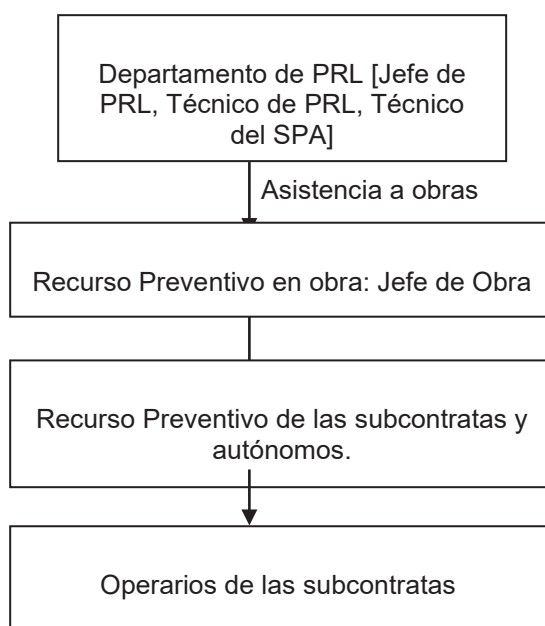 Departamento de PRL [Jefe de
PRL, Técnico de PRL, Técnico
del SPA]
Asistencia a obras
Recurso Preventivo en obra: Jefe de Obra
Recurso Preventivo de las subcontratas y
autónomos.
Operarios de las subcontratas